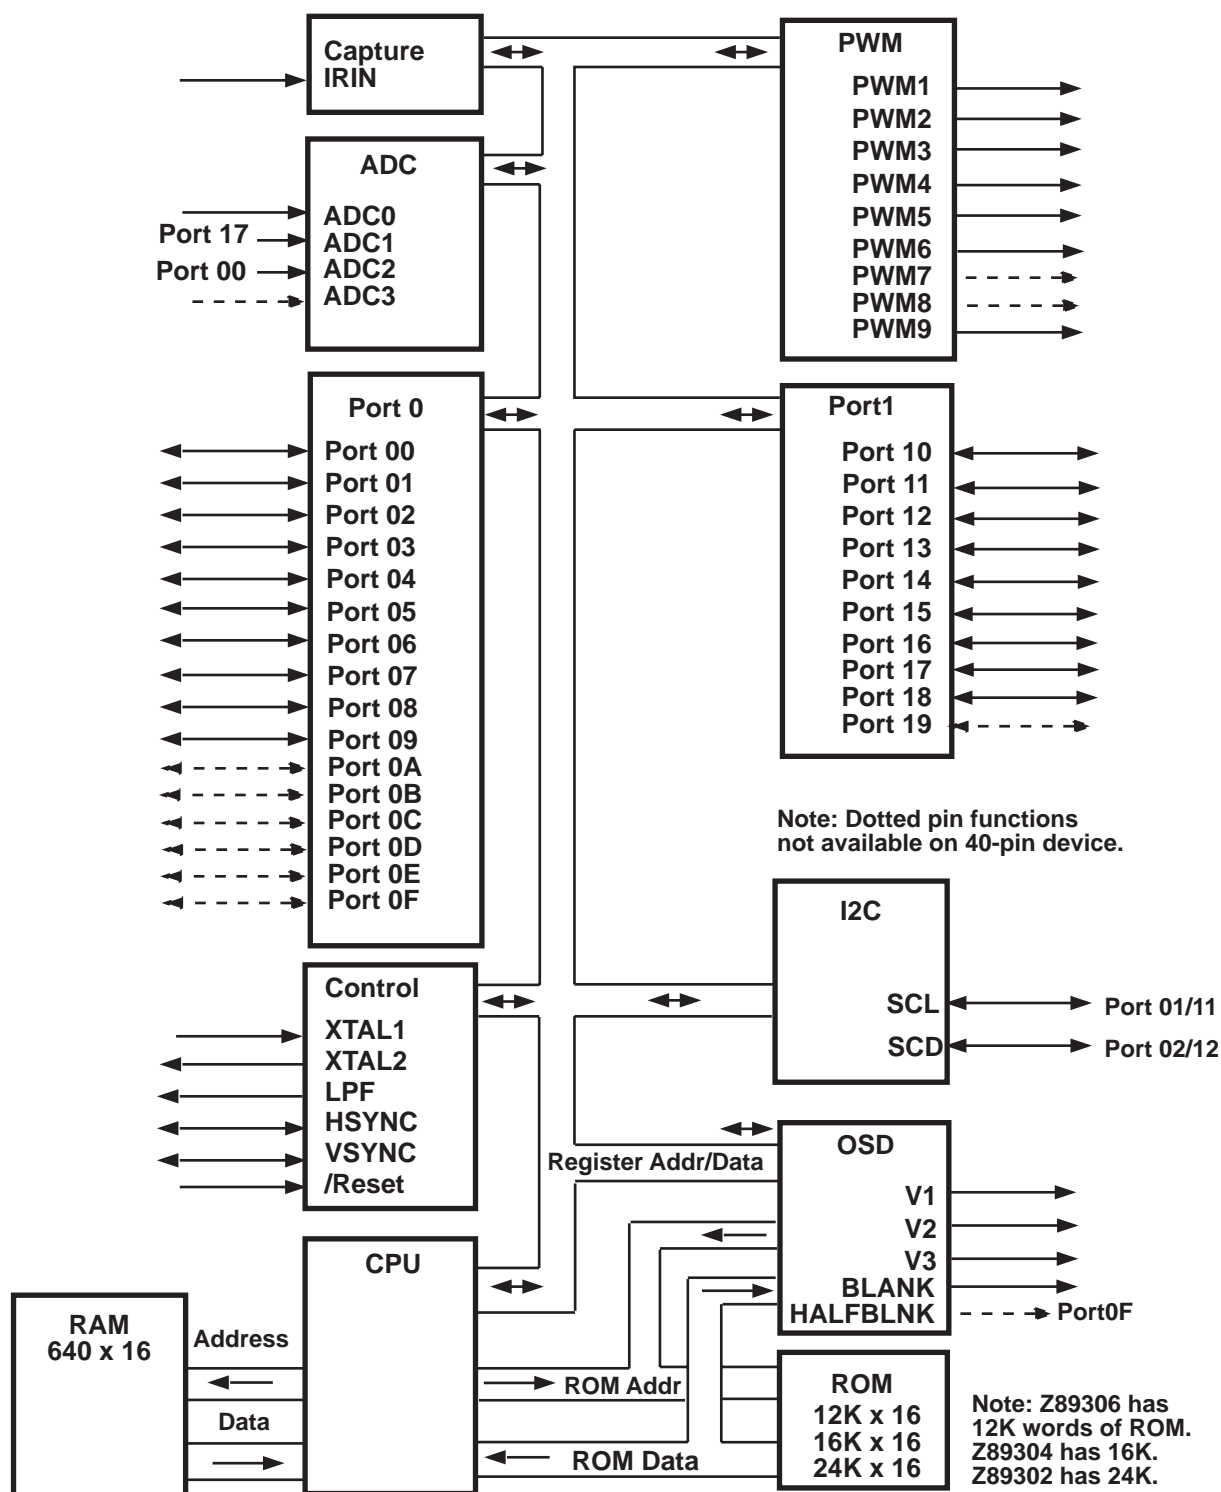 Capture
IRIN
ADC
ADC0
Port 17
ADC1
Port 00
ADC2
ADC3
Port 0
Port 00
Port 01
Port 02
Port 03
Port 04
Port 05
Port 06
Port 07
Port 08
Port 09
Port 0A
Port 0B
Port 0C
Port 0D
Port 0E
Port 0F
Control
XTAL1
XTAL2
LPF
HSYNC
VSYNC
/Reset
CPU
RAM
640 x 16
Address
Data
PWM
PWM1
PWM2
PWM3
PWM4
PWM5
PWM6
PWM7
PWM8
PWM9
Port1
Port 10
Port 11
Port 12
Port 13
Port 14
Port 15
Port 16
Port 17
Port 18
Port 19
Note: Dotted pin functions
not available on 40-pin device.
I2C
SCL
Port 01/11
SCD
Port 02/12
Register Addr/Data
OSD
V1
V2
V3
BLANK
HALFBLNK
Port0F
ROM Addr
ROM Data
ROM
12K x 16
16K x 16
24K x 16
Note: Z89306 has
12K words of ROM.
Z89304 has 16K.
Z89302 has 24K.